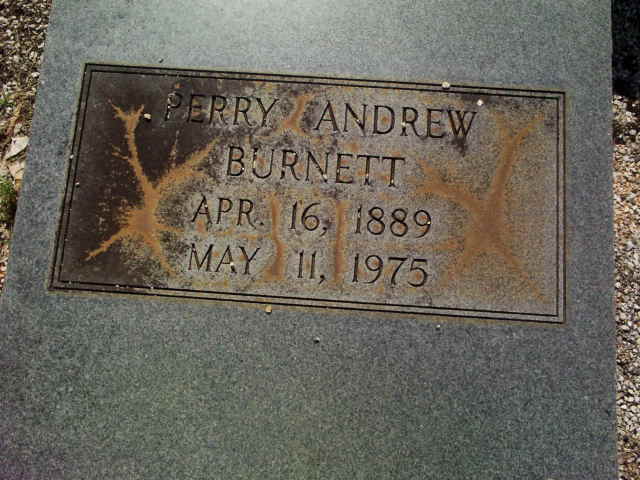 PERRY ANDREW
BURNETT
APR. 16, 1889
MAY 11, 1975